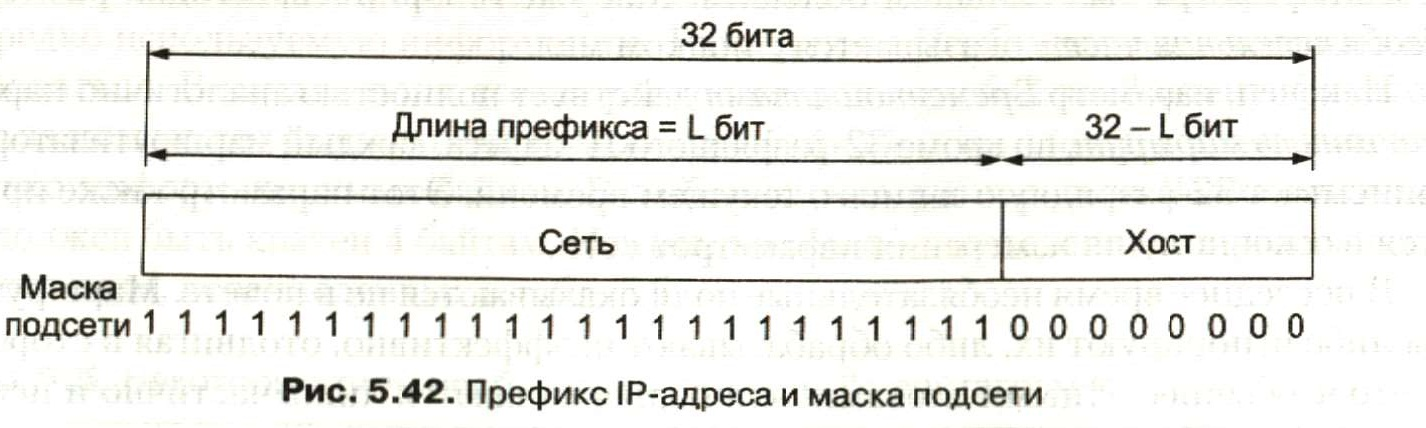 32 бита
Длина префикса = L бит 32 – L бит
Сеть Хост
Маска
подсети 1 1 1 1 1 1 1 1 1 1 1 1 1 1 1 1 1 1 1 1 1 1 1 1 0 0 0 0 0 0 0 0
Рис. 5.42. Префикс IP-адреса и маска подсети